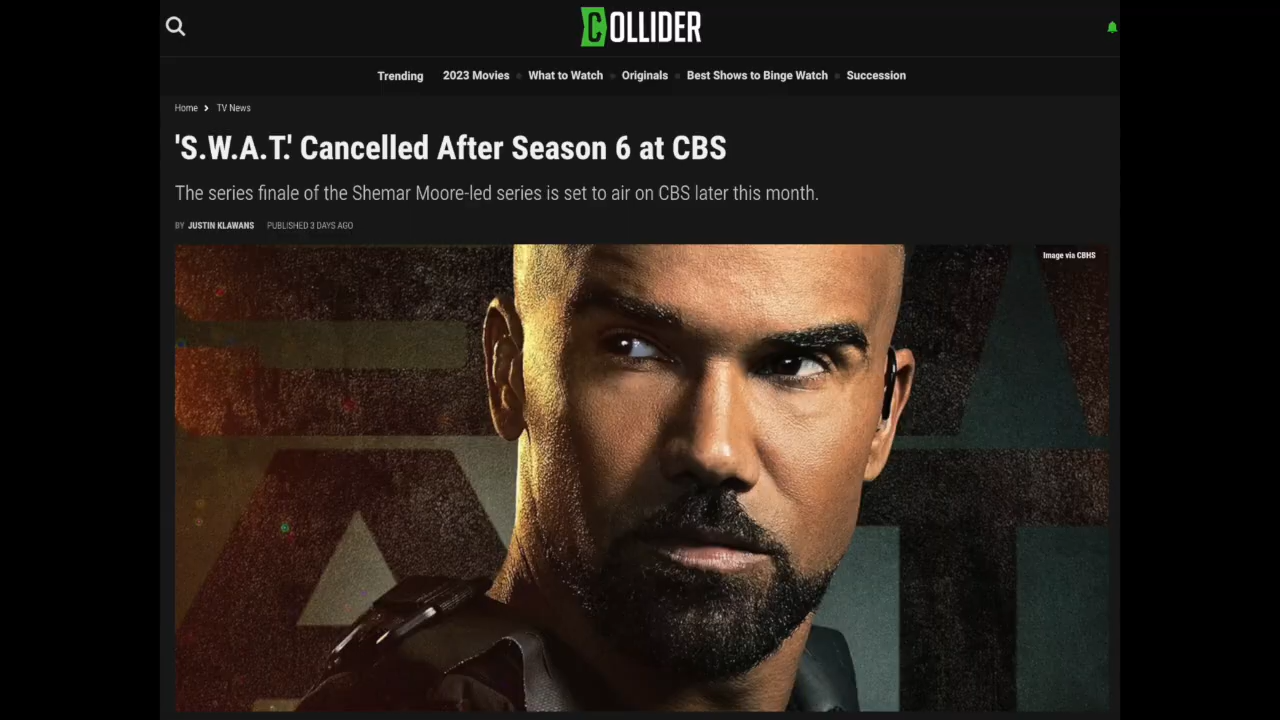 COLLIDER
Trending 2023 Movies What to Watch Originals Best Shows to Binge Watch Succession
Home > TV News
'S.W.A.T.' Cancelled After Season 6 at CBS
The series finale of the Shemar Moore-led series is set to air on CBS later this month.
BY JUSTIN KLAWANS PUBLISHED 3 DAYS AGO
Image via CBHS